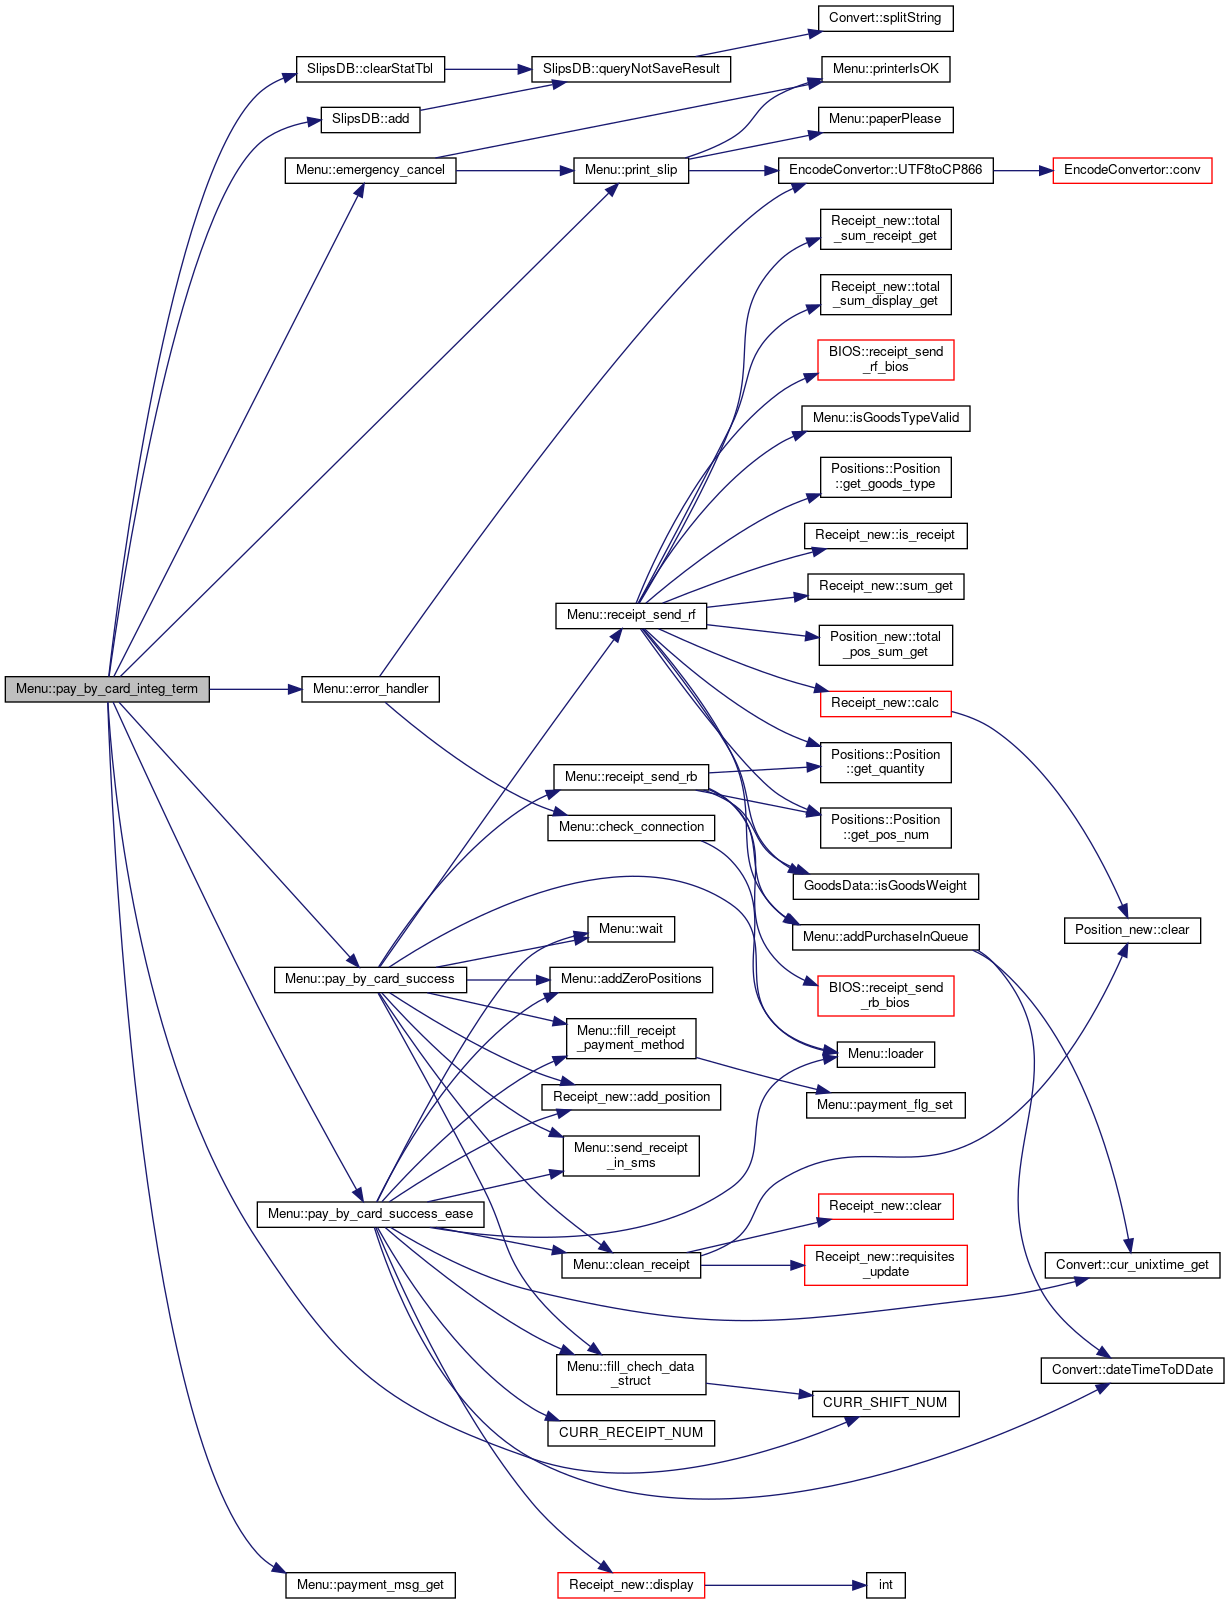 Convert::splitString
SlipsDB::clearStatTbl
SlipsDB::queryNotSaveResult
Menu::printerIsOK
SlipsDB::add
Menu::paperPlease
Menu::emergency_cancel
Menu::print_slip
EncodeConvertor::UTF8toCP866
EncodeConvertor::conv
Receipt_new::total
_sum_receipt_get
Receipt_new::total
_sum_display_get
BIOS::receipt_send
_rf_bios
Menu::isGoodsTypeValid
Positions::Position
::get_goods_type
Receipt_new::is_receipt
Receipt_new::sum_get
Menu::receipt_send_rf
Position_new::total
_pos_sum_get
Menu::pay_by_card_integ_term
Menu::error_handler
Receipt_new::calc
Positions::Position
::get_quantity
Menu::receipt_send_rb
Menu::check_connection
Positions::Position
::get_pos_num
GoodsData::isGoodsWeight
Menu::wait
Menu::addPurchaseInQueue
Position_new::clear
Menu::pay_by_card_success
Menu::addZeroPositions
BIOS::receipt_send
_rb_bios
Menu::fill_receipt
_payment_method
Menu::loader
Receipt_new::add_position
Menu::payment_flg_set
Menu::send_receipt
_in_sms
Menu::pay_by_card_success_ease
Receipt_new::clear
Menu::clean_receipt
Receipt_new::requisites
_update
Convert::cur_unixtime_get
Menu::fill_chech_data
_struct
Convert::dateTimeToDDate
CURR_SHIFT_NUM
CURR_RECEIPT_NUM
Menu::payment_msg_get
Receipt_new::display
int